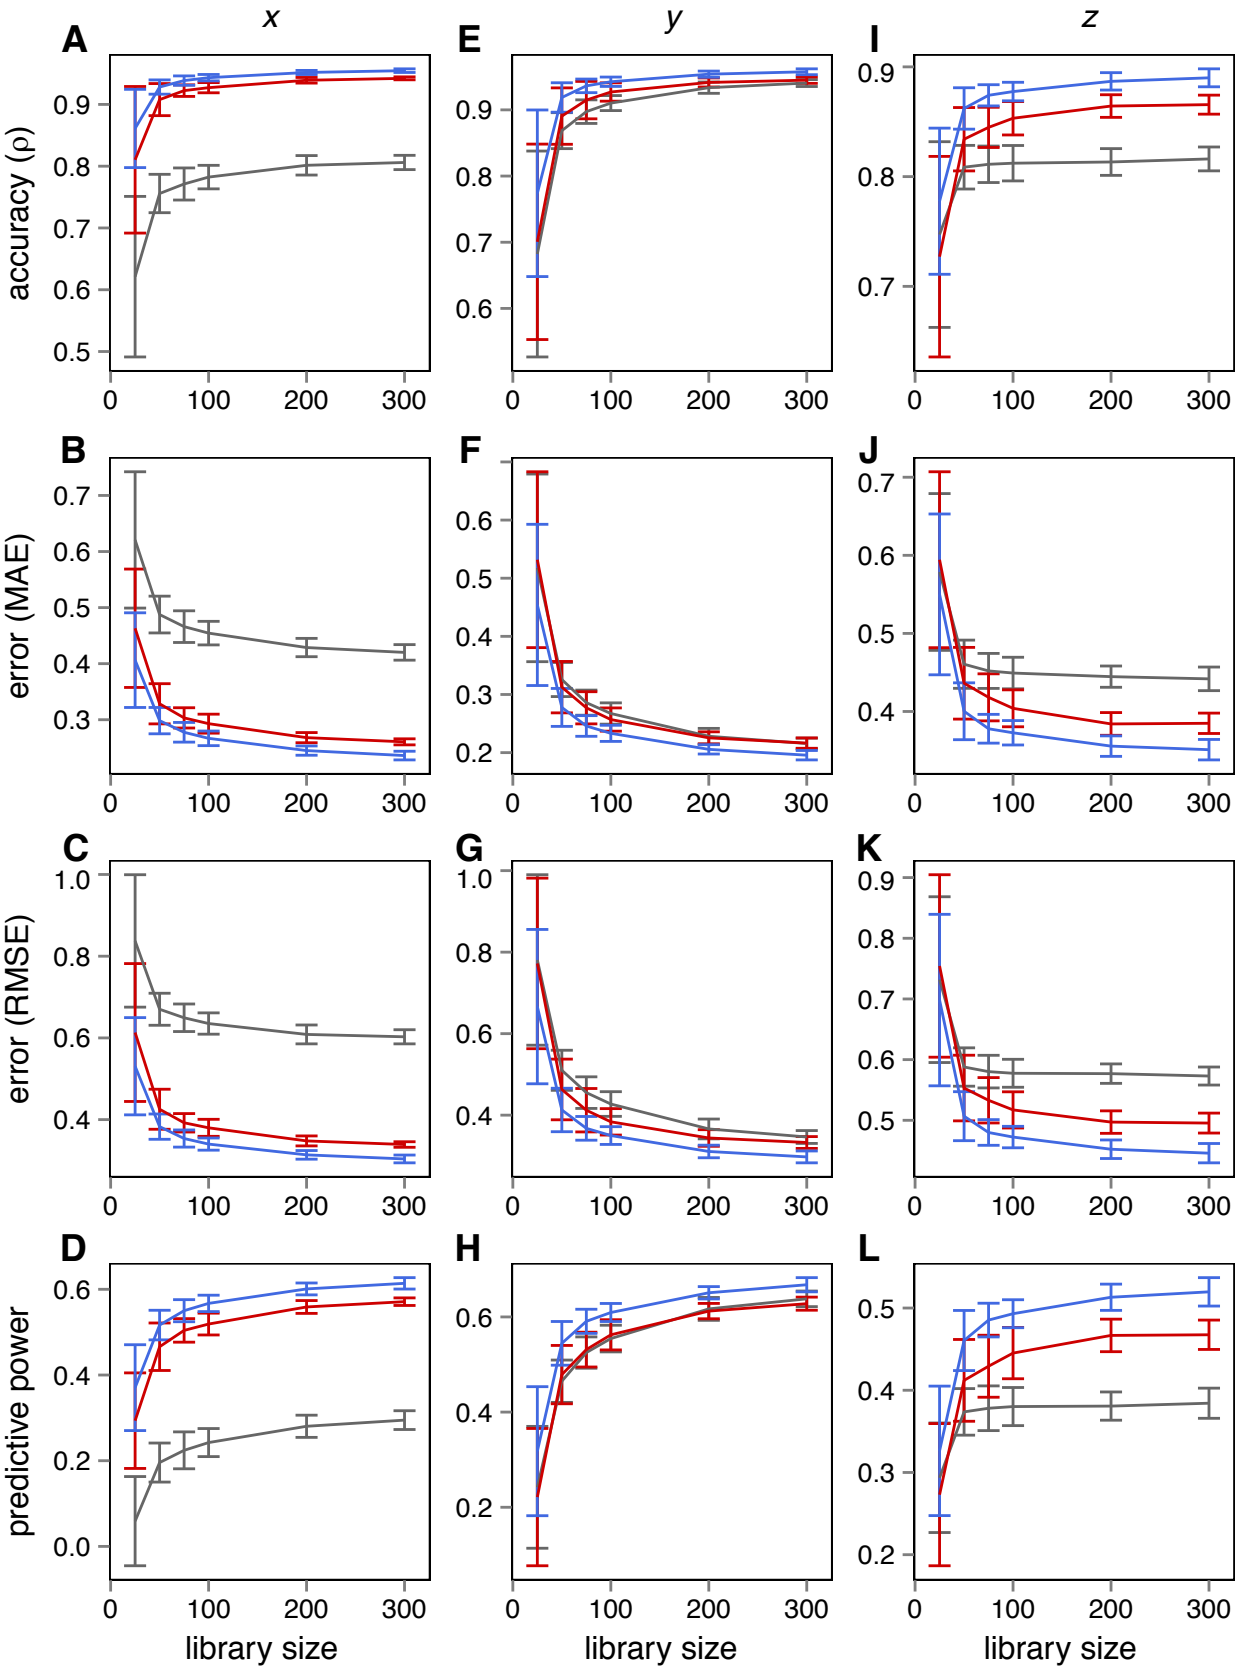 x y z
A E I
accuracy (ρ)
0.9
0.8
0.7
0.6
0.5
0.9
0.8
0.7
0.6
0.9
0.8
0.7
0 100 200 300
0 100 200 300
0 100 200 300
B F J
error (MAE)
0.7
0.6
0.5
0.4
0.3
0.6
0.5
0.4
0.3
0.2
0.7
0.6
0.5
0.4
0 100 200 300
0 100 200 300
0 100 200 300
C G K
error (RMSE)
1.0
0.8
0.6
0.4
1.0
0.8
0.6
0.4
0.9
0.8
0.7
0.6
0.5
0 100 200 300
0 100 200 300
0 100 200 300
D H L
predictive power
0.6
0.4
0.2
0.0
0.6
0.4
0.2
0.5
0.4
0.3
0.2
0 100 200 300
0 100 200 300
0 100 200 300
library size
library size
library size